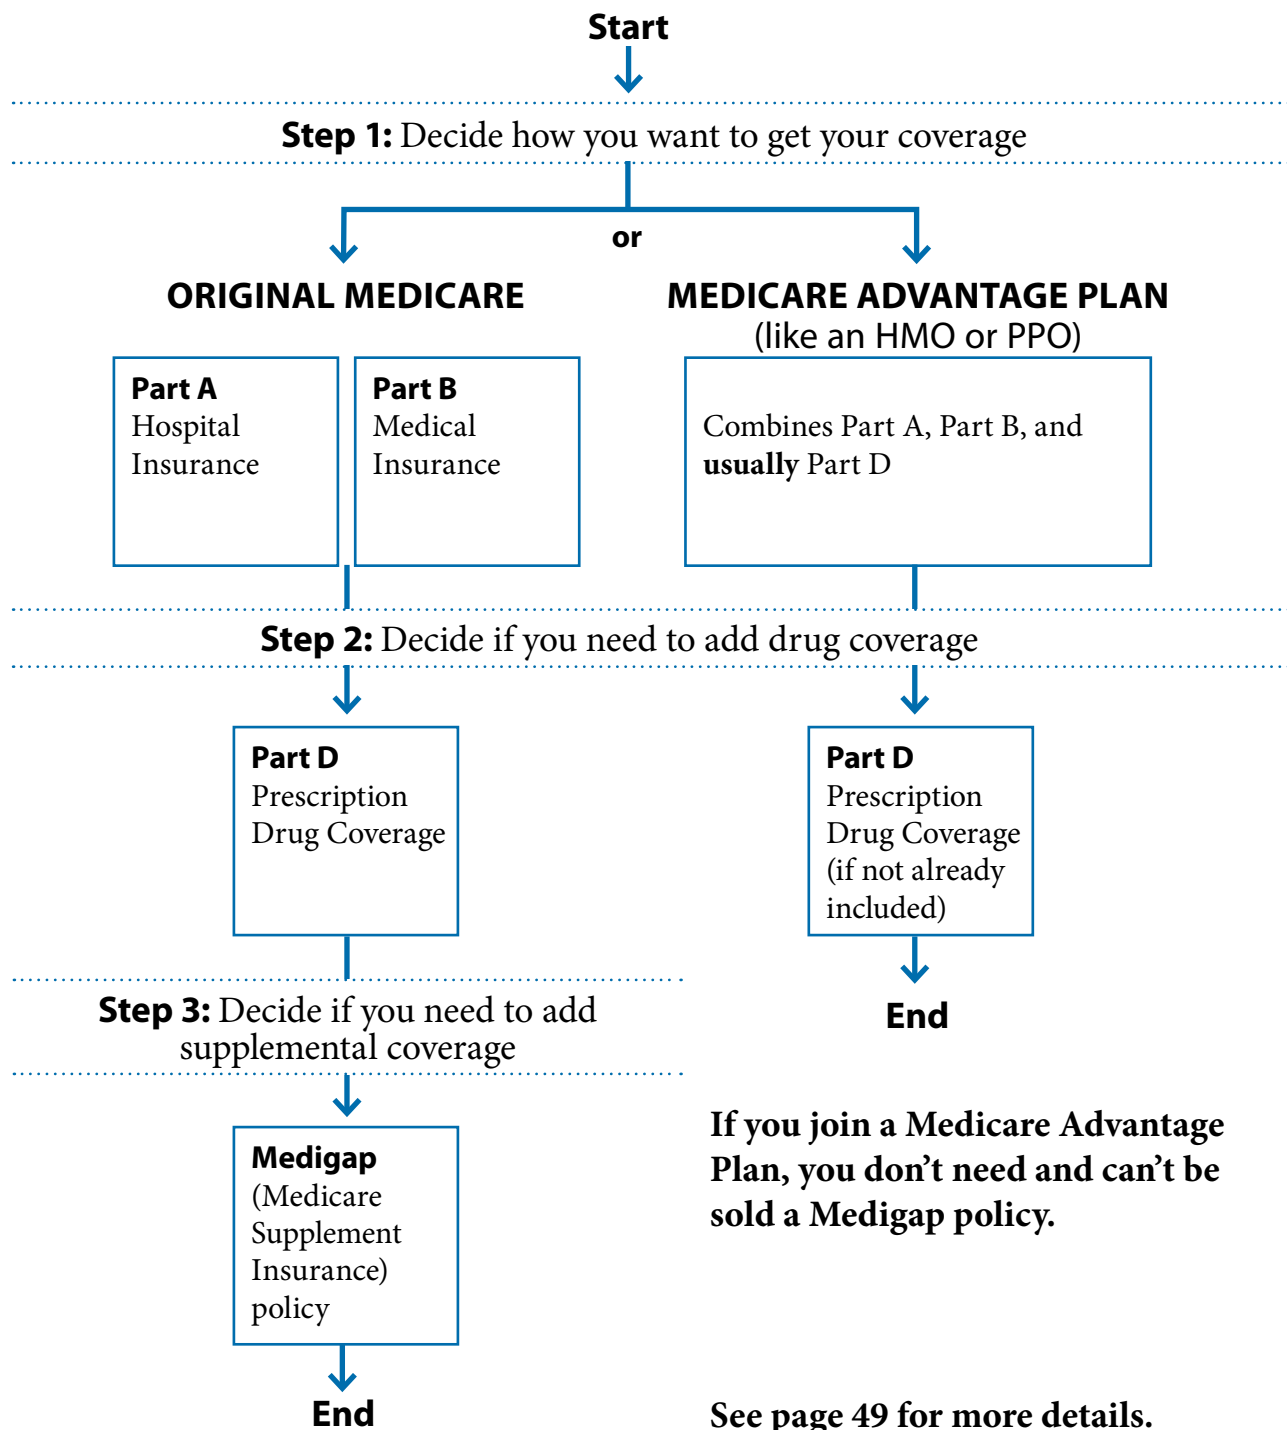 Start
Step 1: Decide how you want to get your coverage
or
ORIGINAL MEDICARE
MEDICARE ADVANTAGE PLAN
(like an HMO or PPO)
Part A
Hospital
Insurance
Part B
Medical
Insurance
Combines Part A, Part B, and
usually Part D
Step 2: Decide if you need to add drug coverage
Part D
Prescription
Drug Coverage
Part D
Prescription
Drug Coverage
(if not already
included)
Step 3: Decide if you need to add
supplemental coverage
End
Medigap
(Medicare
Supplement
Insurance)
policy
End
If you join a Medicare Advantage
Plan, you don’t need and can’t be
sold a Medigap policy.
See page 49 for more details.